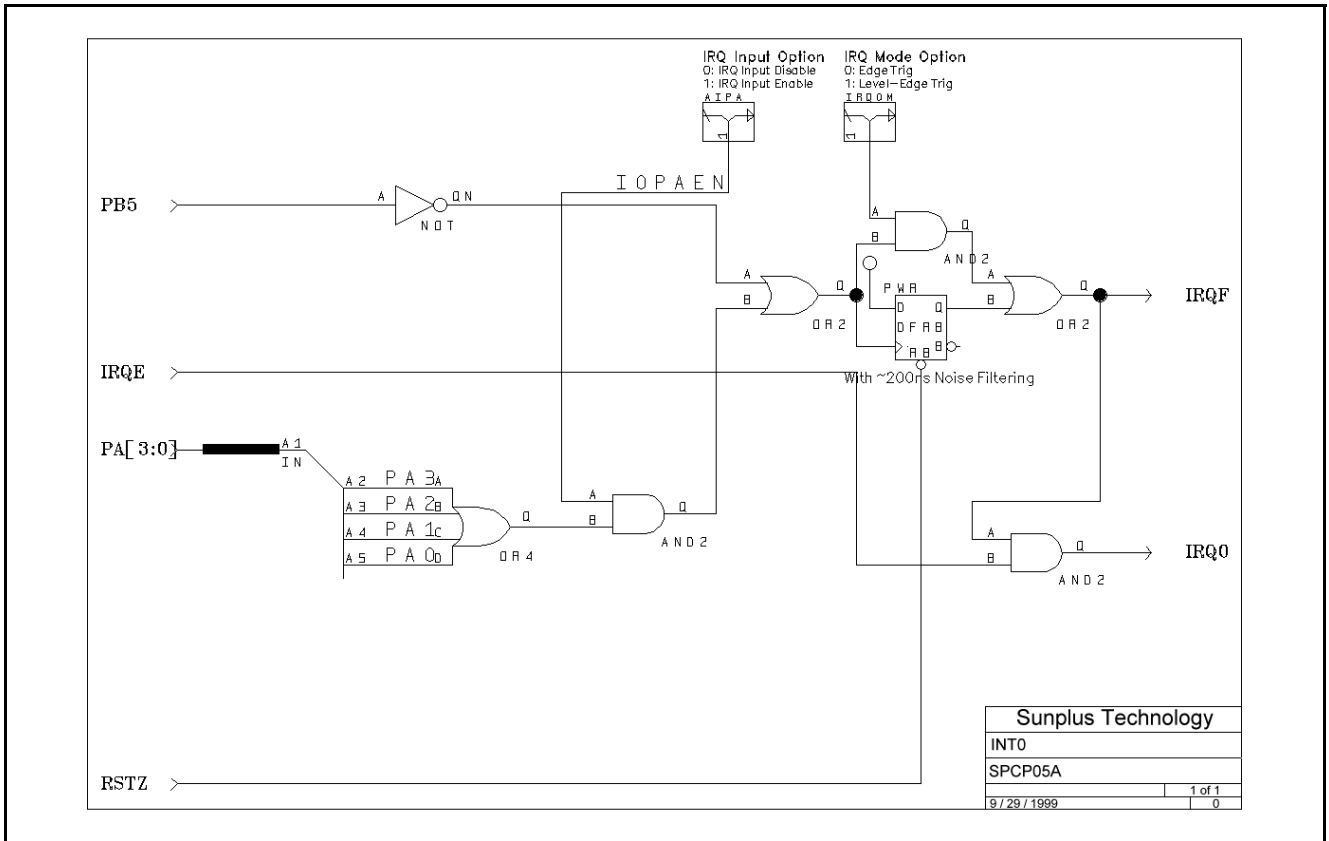 IRQ Input Option
0: IRQ Input Disable
1: IRQ Input Enable
AIPA
1
IRQ Mode Option
0: Edge Trig
1: Level-Edge Trig
IRQOM
1
IOPAEN
PB5
A
QN
NOT
A
B
Q
AND2
A
B
Q
OR2
PWR
D
Q
DFRB
RB
B
With ~200ns Noise Filtering
A
B
Q
OR2
IRQF
IRQE
PA[3:0]
A1
IN
A2 PA3 A
A3 PA2 B
A4 PA1 C
A5 PA0 D
Q
OR4
A
B
Q
AND2
A
B
Q
AND2
IRQ0
RSTZ
Sunplus Technology
INT0
SPCP05A
1 of 1
9 / 29 / 1999
0